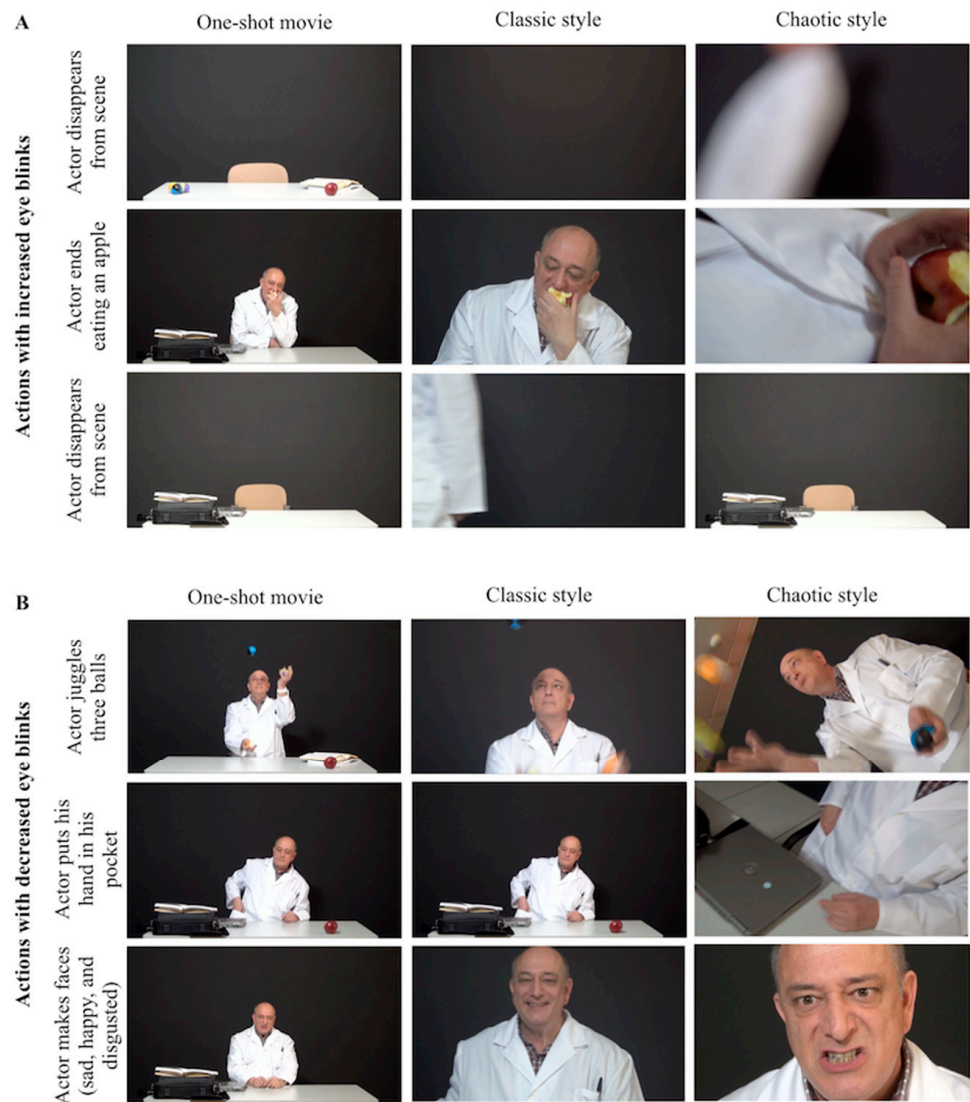 A
One-shot movie
Classic style
Chaotic style
Actions with increased eye blinks
Actor disappears
from scene
Actor ends
eating an apple
Actor disappears
from scene
B
One-shot movie
Classic style
Chaotic style
Actions with decreased eye blinks
Actor juggles
three balls
Actor puts his
hand in his
pocket
Actor makes faces
(sad, happy, and
disgusted)